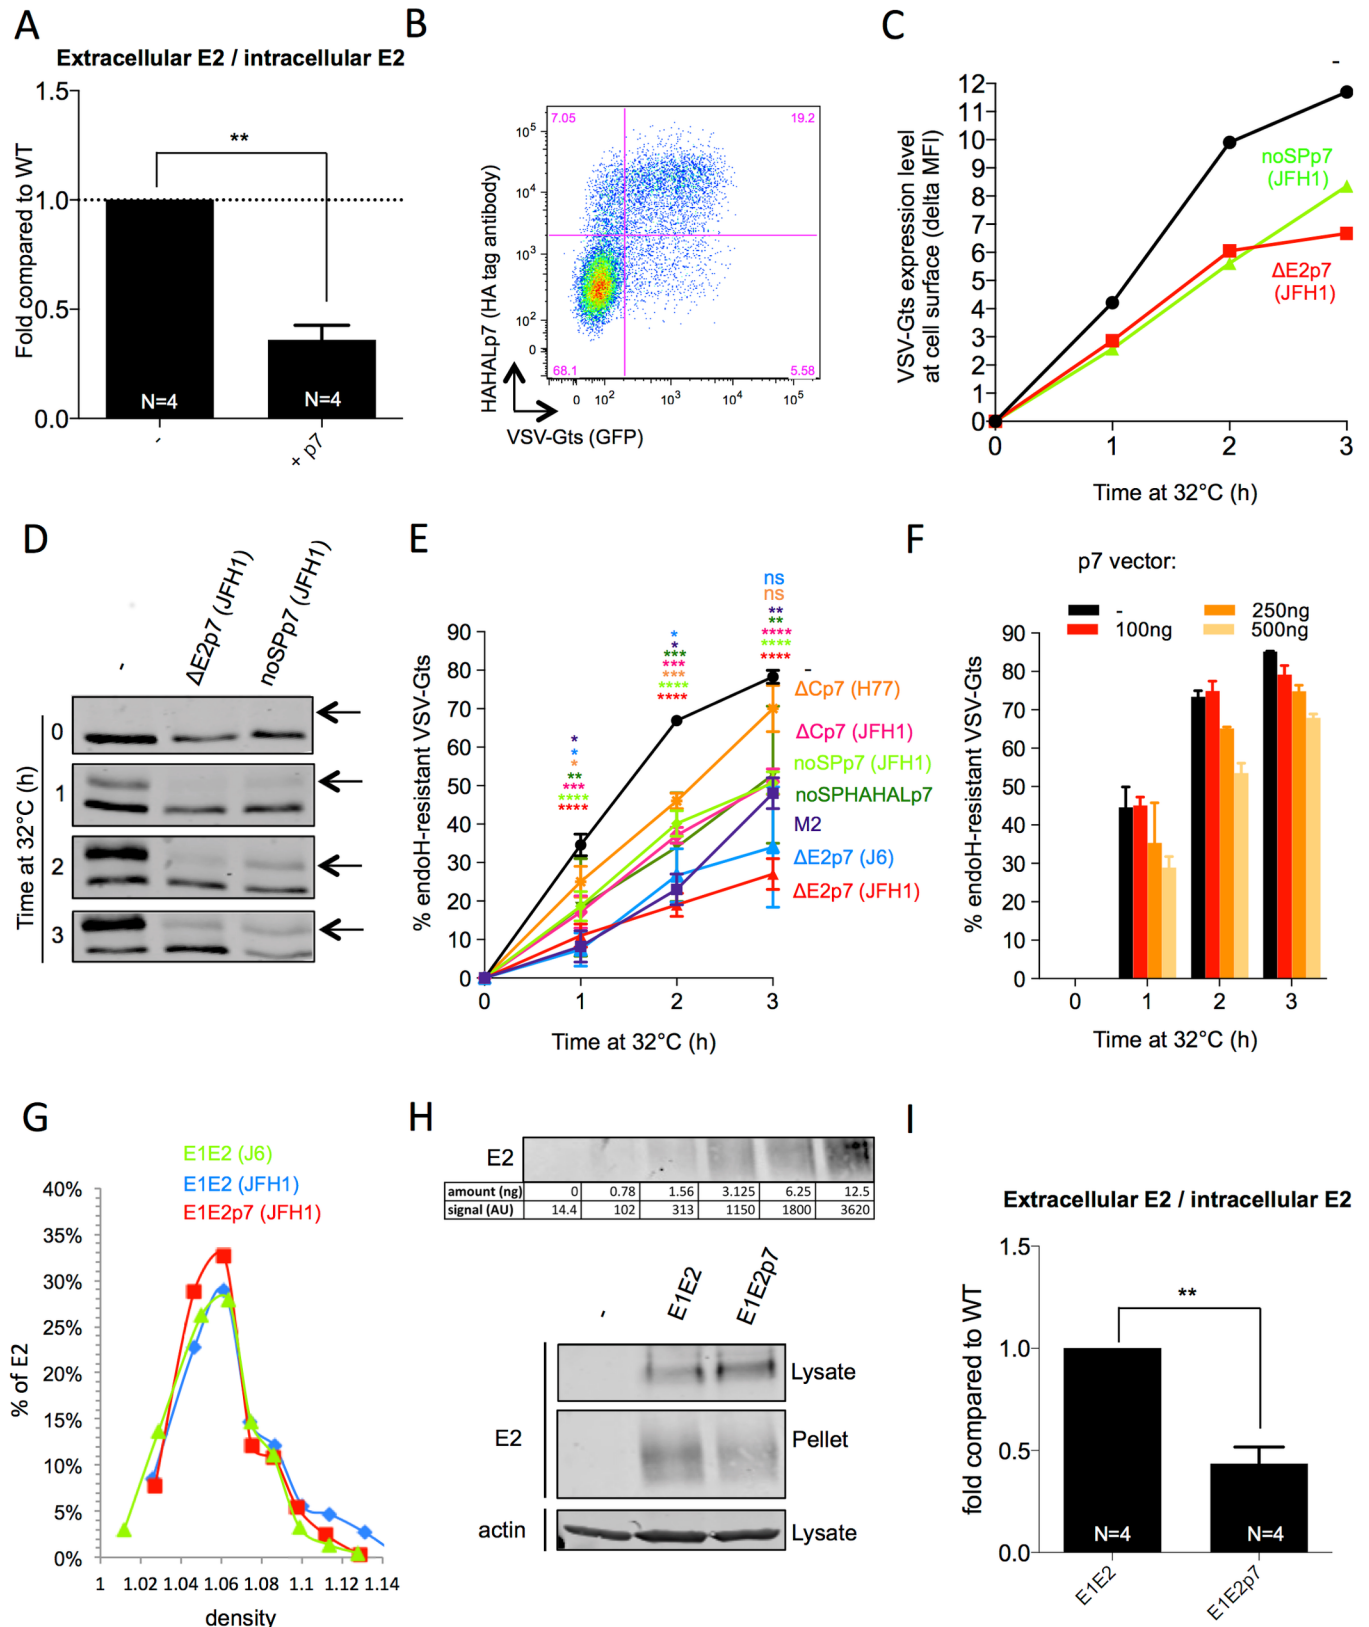 A
Extracellular E2 / intracellular E2
Fold compared to WT
1.5
1.0
0.5
0.0
**
N=4
N=4
-
+ p7
B
HAHALp7 (HA tag antibody)
7.05
19.2
68.1
5.58
10⁵
10⁴
10³
10²
0
0
10²
10³
10⁴
10⁵
VSV-Gts (GFP)
C
VSV-Gts expression level
at cell surface (delta MFI)
12
11
10
9
8
7
6
5
4
3
2
1
0
-
noSPp7
(JFH1)
ΔE2p7
(JFH1)
0
1
2
3
Time at 32°C (h)
D
-
ΔE2p7 (JFH1)
noSPp7 (JFH1)
Time at 32°C (h)
0
1
2
3
E
% endoH-resistant VSV-Gts
90
80
70
60
50
40
30
20
10
0
*
*
*
**
***
****
****
*
*
***
***
***
****
****
ns
ns
**
**
****
****
****
-
ΔCp7 (H77)
ΔCp7 (JFH1)
noSPp7 (JFH1)
noSPHAHALp7
M2
ΔE2p7 (J6)
ΔE2p7 (JFH1)
0
1
2
3
Time at 32°C (h)
F
p7 vector:
-
100ng
250ng
500ng
% endoH-resistant VSV-Gts
90
80
70
60
50
40
30
20
10
0
0
1
2
3
Time at 32°C (h)
G
E1E2 (J6)
E1E2 (JFH1)
E1E2p7 (JFH1)
% of E2
40%
35%
30%
25%
20%
15%
10%
5%
0%
1 1.02 1.04 1.06 1.08 1.1 1.12 1.14
density
H
E2
amount (ng) 0 0.78 1.56 3.125 6.25 12.5
signal (AU) 14.4 102 313 1150 1800 3620
-
E1E2
E1E2p7
E2
Lysate
Pellet
actin
Lysate
I
Extracellular E2 / intracellular E2
fold compared to WT
1.5
1.0
0.5
0.0
**
N=4
N=4
E1E2
E1E2p7